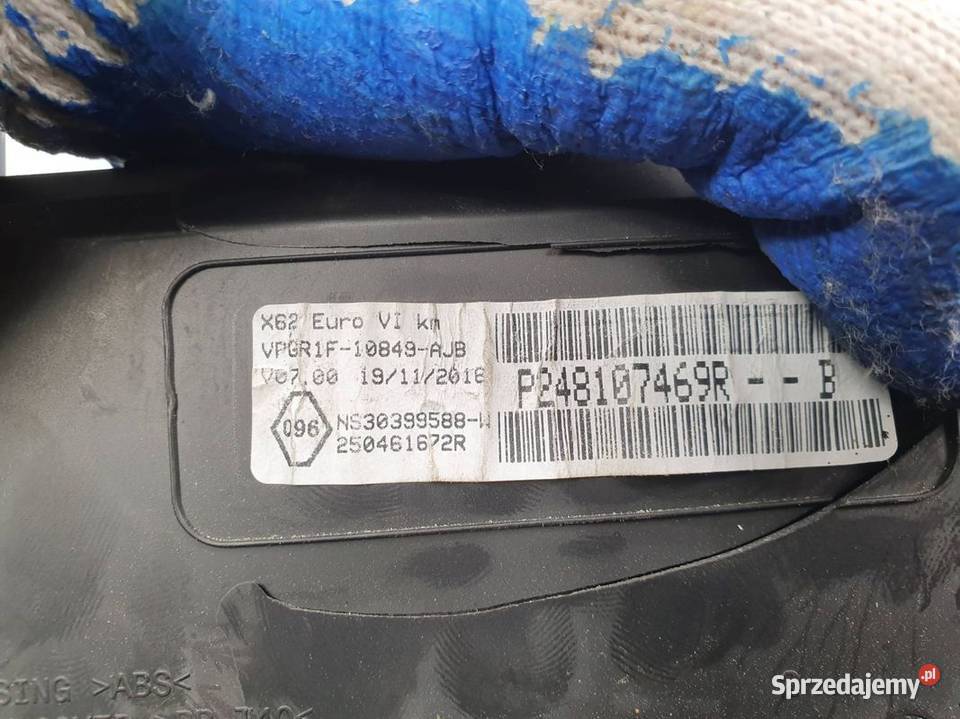 X62 Euro VI km
VPGR1F-10849-AJB
V07.00 19/11/2018
096
NS30399588-W
250461672R
P248107469R--B
SING >ABS<
Sprzedajemy.pl